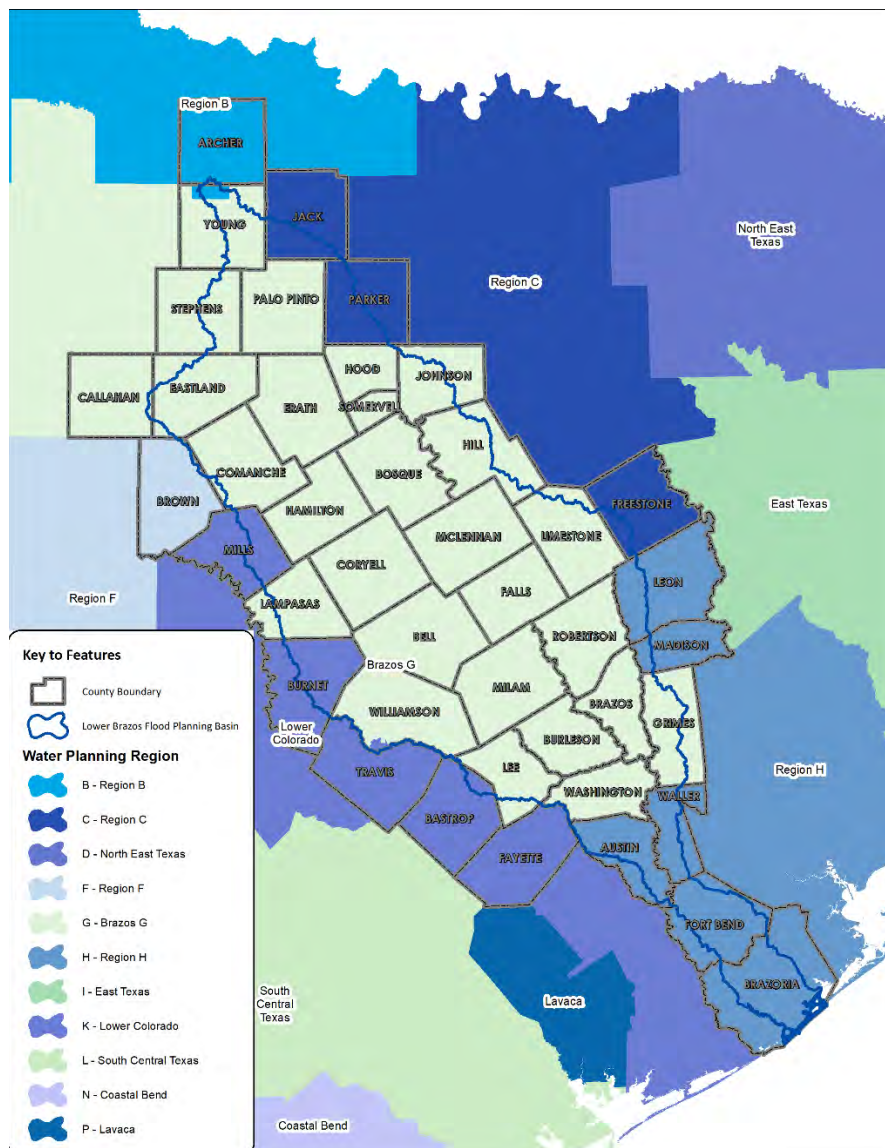 Region B
ARCHER
YOUNG
JACK
North East
Texas
Region C
STEPHENS
PALO PINTO
PARKER
CALLAHAN
EASTLAND
HOOD
JOHNSON
ERATH
SOMERVELL
HILL
COMANCHE
BOSQUE
BROWN
HAMILTON
FREESTONE
East Texas
MILLS
MCLENNAN
LIMESTONE
CORYELL
LEON
Region F
LAMPASAS
FALLS
BELL
ROBERTSON
MADISON
Brazos G
BURNET
MILAM
BRAZOS
GRIMES
WILLIAMSON
Lower
Colorado
BURLESON
TRAVIS
LEE
WASHINGTON
WALLER
Region H
BASTROP
AUSTIN
FAYETTE
FORT BEND
BRAZORIA
South
Central
Texas
Lavaca
Coastal Bend
Key to Features
County Boundary
Lower Brazos Flood Planning Basin
Water Planning Region
B - Region B
C - Region C
D - North East Texas
F - Region F
G - Brazos G
H - Region H
I - East Texas
K - Lower Colorado
L - South Central Texas
N - Coastal Bend
P - Lavaca